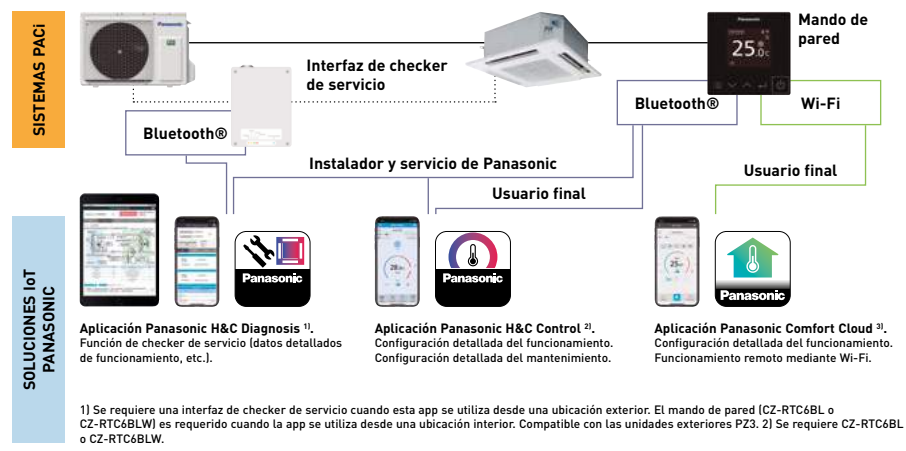 SISTEMAS PACi
Panasonic
Interfaz de checker
de servicio
Panasonic
25.0c
Mando de
pared
Bluetooth®
Bluetooth®
Wi-Fi
Instalador y servicio de Panasonic
Usuario final
Usuario final
SOLUCIONES IoT
PANASONIC
Panasonic
Panasonic
Panasonic
Aplicación Panasonic H&C Diagnosis 1).
Función de checker de servicio (datos detallados
de funcionamiento, etc.).
Aplicación Panasonic H&C Control 2).
Configuración detallada del funcionamiento.
Configuración detallada del mantenimiento.
Aplicación Panasonic Comfort Cloud 3).
Configuración detallada del funcionamiento.
Funcionamiento remoto mediante Wi-Fi.
1) Se requiere una interfaz de checker de servicio cuando esta app se utiliza desde una ubicación exterior. El mando de pared (CZ-RTC6BL o
CZ-RTC6BLW) es requerido cuando la app se utiliza desde una ubicación interior. Compatible con las unidades exteriores PZ3. 2) Se requiere CZ-RTC6BL
o CZ-RTC6BLW.